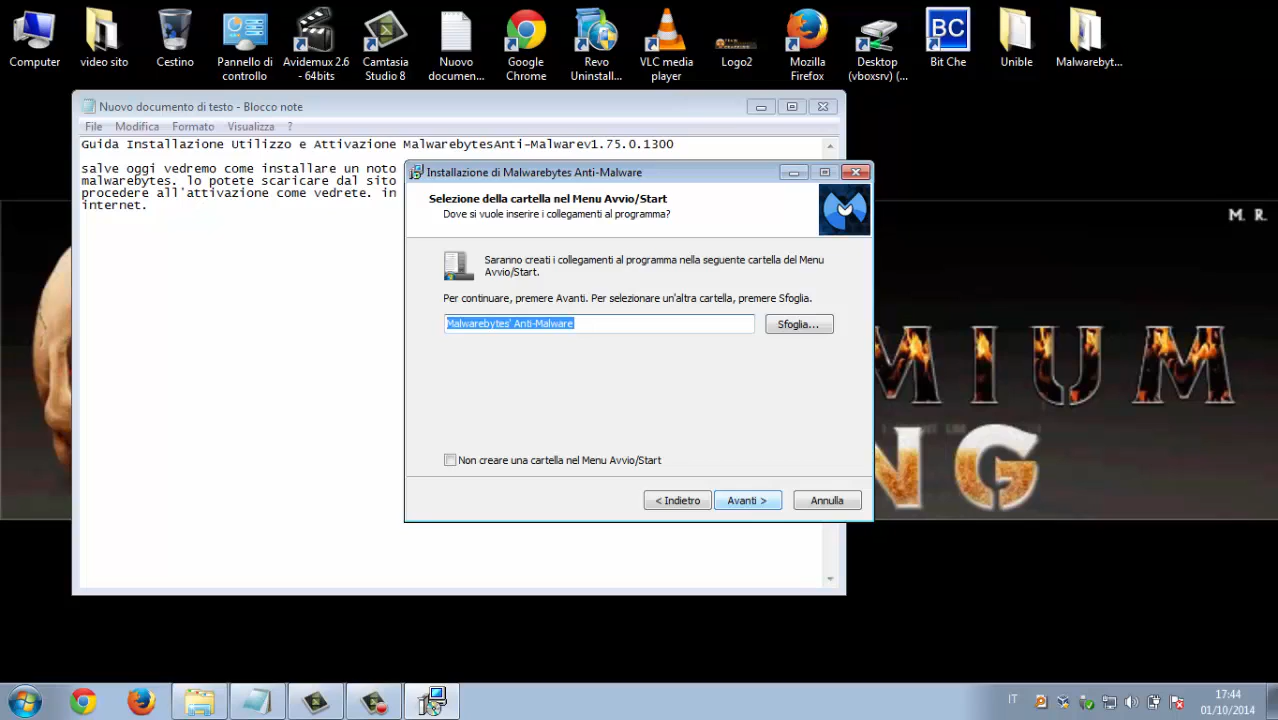 Computer
video sito
Cestino
Pannello di controllo
Avidemux 2.6 - 64bits
Camtasia Studio 8
Nuovo documen...
Google Chrome
Revo Uninstall...
VLC media player
Logo2
Mozilla Firefox
Desktop (vboxsrv) (...
Bit Che
Unible
Malwarebyt...
BC
Nuovo documento di testo - Blocco note
File Modifica Formato Visualizza ?
Guida Installazione Utilizzo e Attivazione MalwarebytesAnti-Malwarev1.75.0.1300
salve oggi vedremo come installare un noto
malwarebytes. lo potete scaricare dal sito
procedere all'attivazione come vedrete. in
internet.
Installazione di Malwarebytes Anti-Malware
Selezione della cartella nel Menu Avvio/Start
Dove si vuole inserire i collegamenti al programma?
Saranno creati i collegamenti al programma nella seguente cartella del Menu
Avvio/Start.
Per continuare, premere Avanti. Per selezionare un'altra cartella, premere Sfoglia.
Malwarebytes' Anti-Malware
Sfoglia...
Non creare una cartella nel Menu Avvio/Start
< Indietro
Avanti >
Annulla
M. R.
MIUM
NG
IT
17:44
01/10/2014